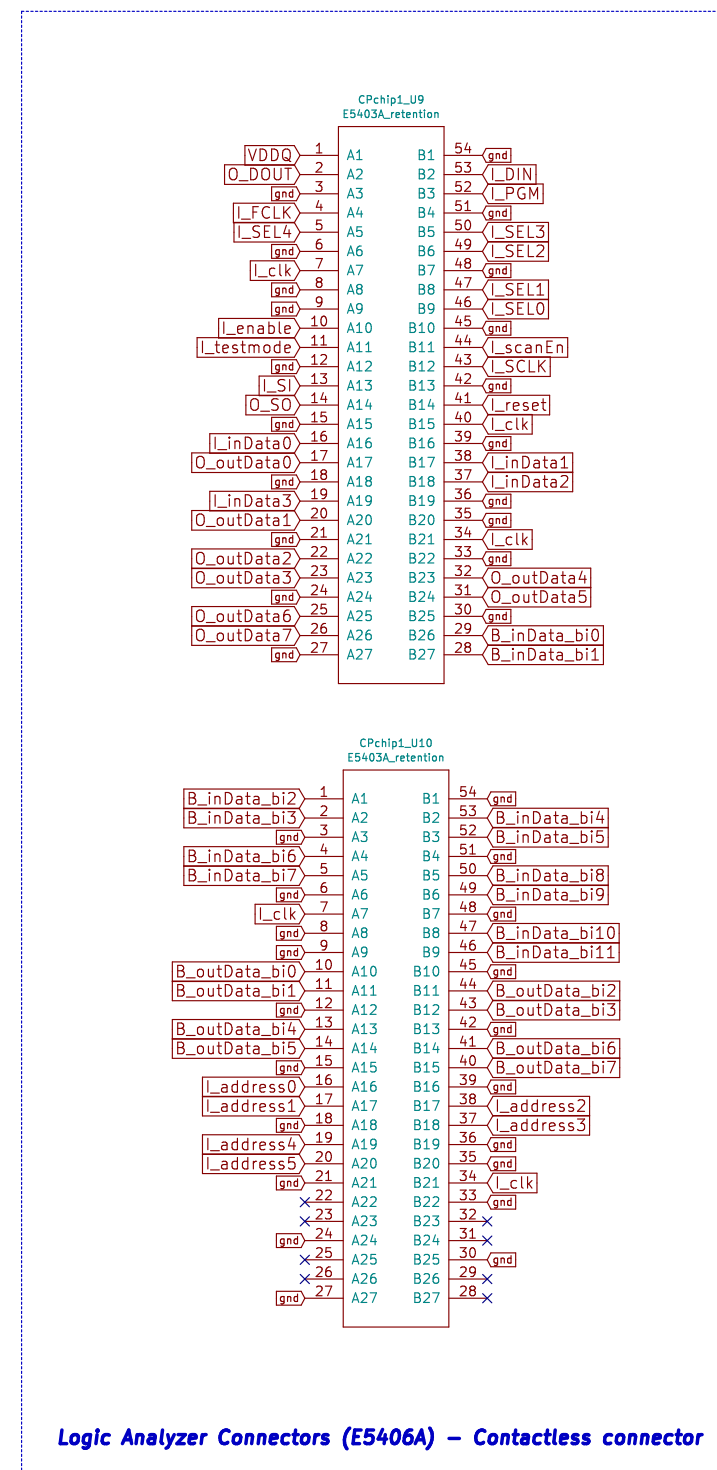 CPchip1_U9
E5403A_retention
VDDQ 1 A1 B1 54 gnd
O_DOUT 2 A2 B2 53 I_DIN
gnd 3 A3 B3 52 I_PGM
I_FCLK 4 A4 B4 51 gnd
I_SEL4 5 A5 B5 50 I_SEL3
gnd 6 A6 B6 49 I_SEL2
I_clk 7 A7 B7 48 gnd
gnd 8 A8 B8 47 I_SEL1
gnd 9 A9 B9 46 I_SEL0
I_enable 10 A10 B10 45 gnd
I_testmode 11 A11 B11 44 I_scanEn
gnd 12 A12 B12 43 I_SCLK
I_SI 13 A13 B13 42 gnd
O_SO 14 A14 B14 41 I_reset
gnd 15 A15 B15 40 I_clk
I_inData0 16 A16 B16 39 gnd
O_outData0 17 A17 B17 38 I_inData1
gnd 18 A18 B18 37 I_inData2
I_inData3 19 A19 B19 36 gnd
O_outData1 20 A20 B20 35 gnd
gnd 21 A21 B21 34 I_clk
O_outData2 22 A22 B22 33 gnd
O_outData3 23 A23 B23 32 O_outData4
gnd 24 A24 B24 31 O_outData5
O_outData6 25 A25 B25 30 gnd
O_outData7 26 A26 B26 29 B_inData_bi0
gnd 27 A27 B27 28 B_inData_bi1
CPchip1_U10
E5403A_retention
B_inData_bi2 1 A1 B1 54 gnd
B_inData_bi3 2 A2 B2 53 B_inData_bi4
gnd 3 A3 B3 52 B_inData_bi5
B_inData_bi6 4 A4 B4 51 gnd
B_inData_bi7 5 A5 B5 50 B_inData_bi8
gnd 6 A6 B6 49 B_inData_bi9
I_clk 7 A7 B7 48 gnd
gnd 8 A8 B8 47 B_inData_bi10
gnd 9 A9 B9 46 B_inData_bi11
B_outData_bi0 10 A10 B10 45 gnd
B_outData_bi1 11 A11 B11 44 B_outData_bi2
gnd 12 A12 B12 43 B_outData_bi3
B_outData_bi4 13 A13 B13 42 gnd
B_outData_bi5 14 A14 B14 41 B_outData_bi6
gnd 15 A15 B15 40 B_outData_bi7
I_address0 16 A16 B16 39 gnd
I_address1 17 A17 B17 38 I_address2
gnd 18 A18 B18 37 I_address3
I_address4 19 A19 B19 36 gnd
I_address5 20 A20 B20 35 gnd
gnd 21 A21 B21 34 I_clk
22 A22 B22 33 gnd
23 A23 B23 32
gnd 24 A24 B24 31
25 A25 B25 30 gnd
26 A26 B26 29
gnd 27 A27 B27 28
Logic Analyzer Connectors (E5406A) - Contactless connector